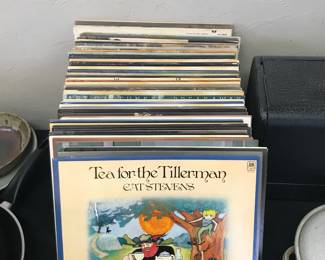 Tea for the Tillerman
CAT STEVENS